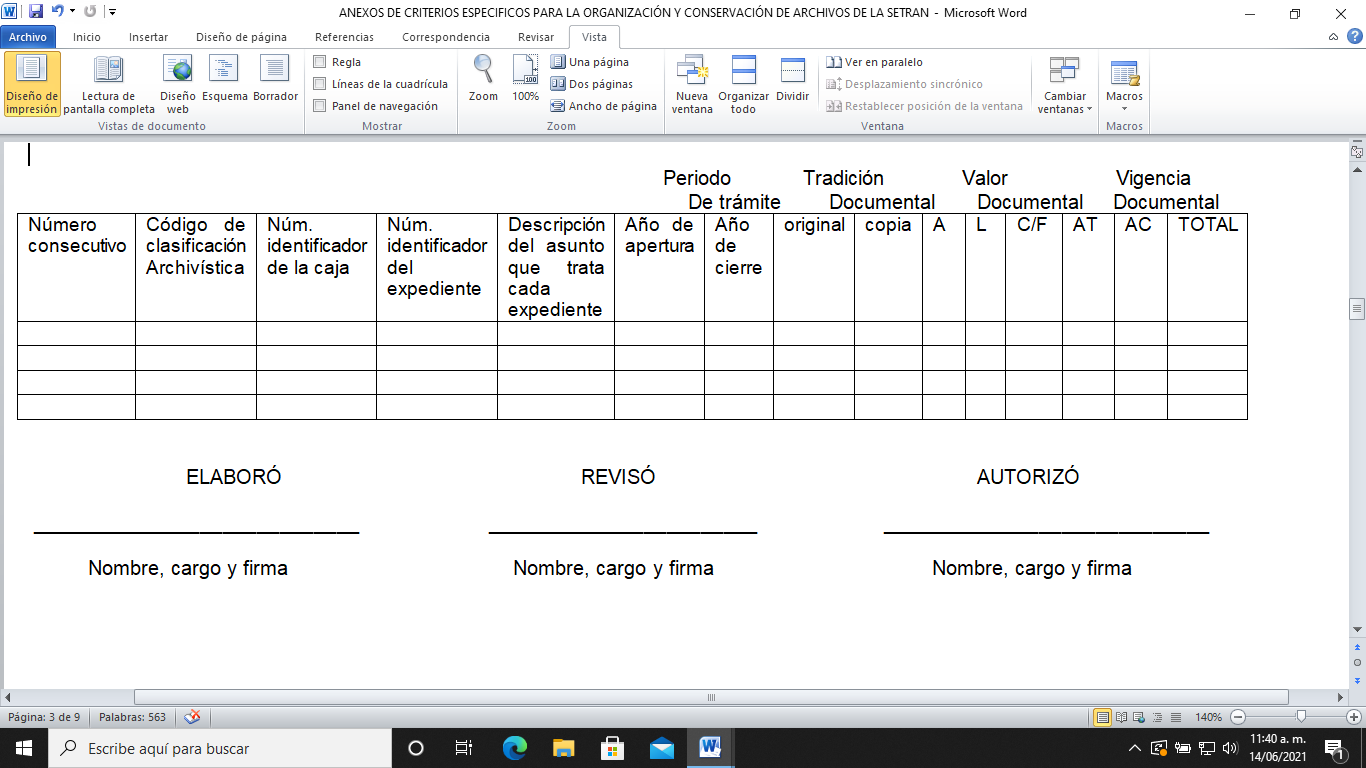 ANEXOS DE CRITERIOS ESPECIFICOS PARA LA ORGANIZACIÓN Y CONSERVACIÓN DE ARCHIVOS DE LA SETRAN - Microsoft Word
Archivo Inicio Insertar Diseño de página Referencias Correspondencia Revisar Vista
Diseño de impresión
Lectura de pantalla completa
Diseño web
Esquema
Borrador
Vistas de documento
Regla
Líneas de la cuadrícula
Panel de navegación
Mostrar
Zoom
100%
Una página
Dos páginas
Ancho de página
Zoom
Nueva ventana
Organizar todo
Dividir
Ver en paralelo
Desplazamiento sincrónico
Restablecer posición de la ventana
Ventana
Cambiar ventanas
Macros
Macros
Periodo Tradición Valor Vigencia
De trámite Documental Documental Documental
Número consecutivo
Código de clasificación Archivística
Núm. identificador de la caja
Núm. identificador del expediente
Descripción del asunto que trata cada expediente
Año de apertura
Año de cierre
original
copia
A
L
C/F
AT
AC
TOTAL
ELABORÓ REVISÓ AUTORIZÓ
Nombre, cargo y firma Nombre, cargo y firma Nombre, cargo y firma
Página: 3 de 9 Palabras: 563 140%
Escribe aquí para buscar
11:40 a. m.
14/06/2021
1